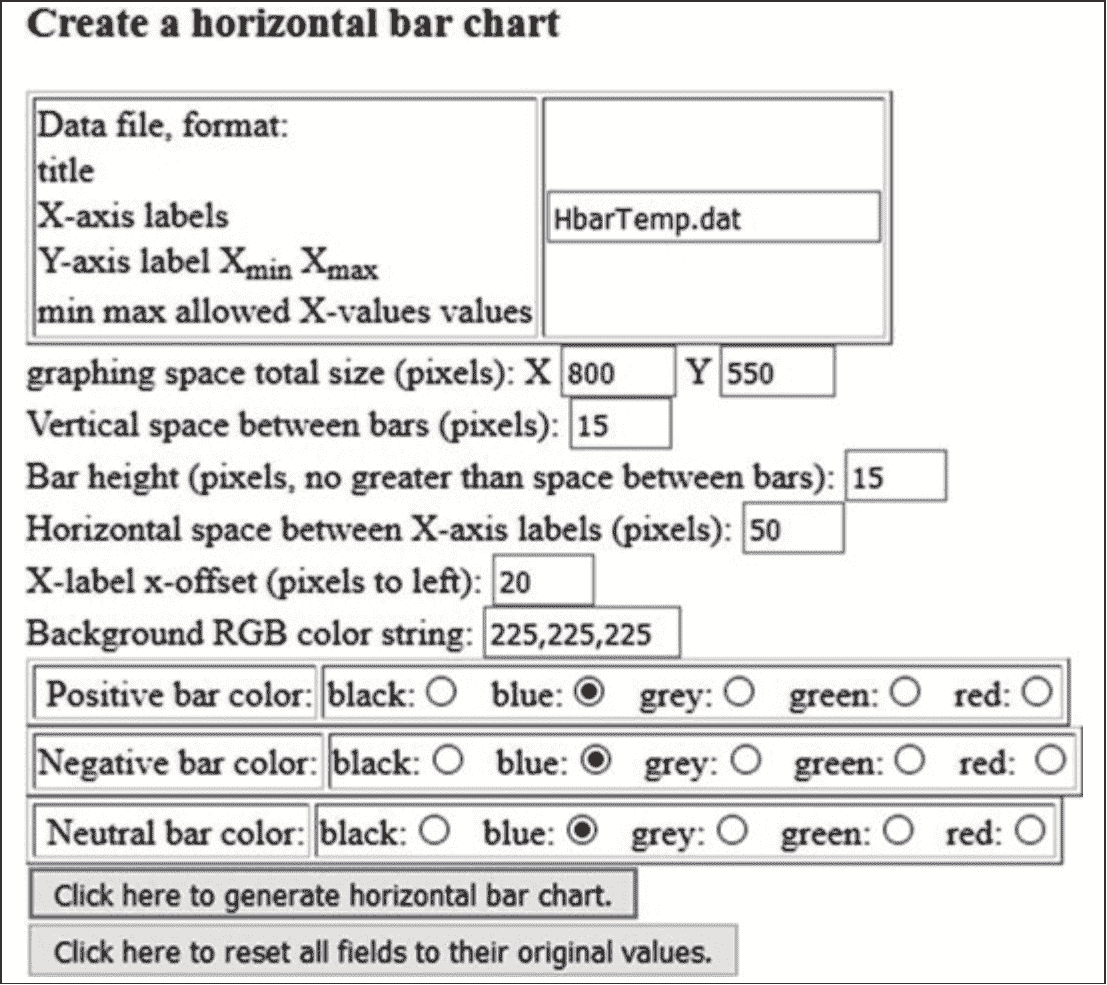 Create a horizontal bar chart
Data file, format:
title
X-axis labels
HbarTemp.dat
Y-axis label Xmin Xmax
min max allowed X-values values
graphing space total size (pixels): X 800 Y 550
Vertical space between bars (pixels): 15
Bar height (pixels, no greater than space between bars): 15
Horizontal space between X-axis labels (pixels): 50
X-label x-offset (pixels to left): 20
Background RGB color string: 225,225,225
Positive bar color: black: blue: grey: green: red:
Negative bar color: black: blue: grey: green: red:
Neutral bar color: black: blue: grey: green: red:
Click here to generate horizontal bar chart.
Click here to reset all fields to their original values.